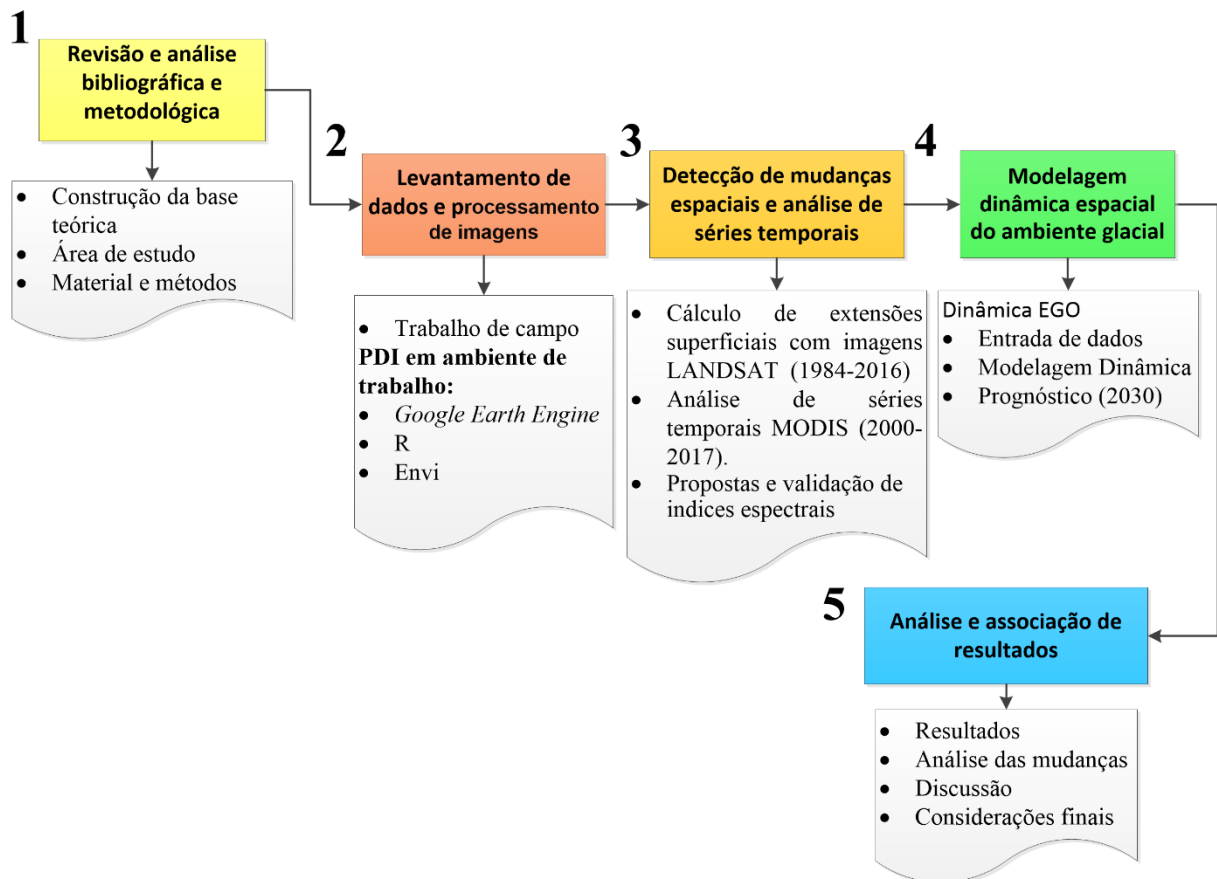 1
Revisão e análise
bibliográfica e
metodológica
• Construção da base
teórica
• Área de estudo
• Material e métodos
2
Levantamento de
dados e processamento
de imagens
• Trabalho de campo
PDI em ambiente de
trabalho:
• Google Earth Engine
• R
• Envi
3
Detecção de mudanças
espaciais e análise de
séries temporais
• Cálculo de extensões
superficiais com imagens
LANDSAT (1984-2016)
• Análise de séries
temporais MODIS (2000-
2017).
• Propostas e validação de
indices espectrais
4
Modelagem
dinâmica espacial
do ambiente glacial
Dinâmica EGO
• Entrada de dados
• Modelagem Dinâmica
• Prognóstico (2030)
5
Análise e associação de
resultados
• Resultados
• Análise das mudanças
• Discussão
• Considerações finais